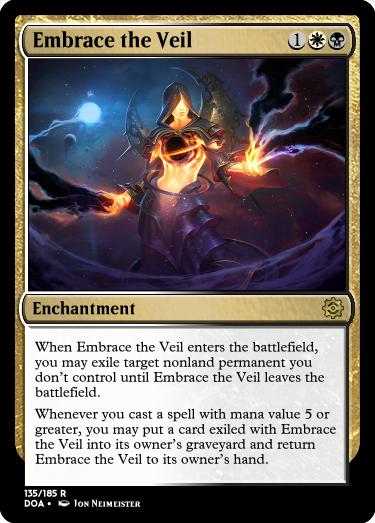 Embrace the Veil 1
Enchantment
When Embrace the Veil enters the battlefield,
you may exile target nonland permanent you
don't control until Embrace the Veil leaves the
battlefield.
Whenever you cast a spell with mana value 5 or
greater, you may put a card exiled with Embrace
the Veil into its owner's graveyard and return
Embrace the Veil to its owner's hand.
135/185 R
DOA • Jon Neimeister